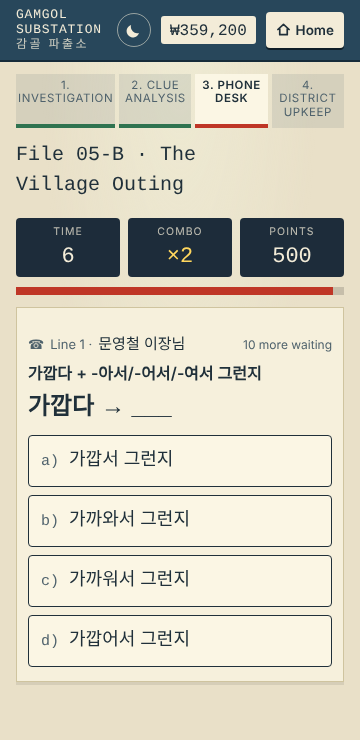 GAMGOL
SUBSTATION
감골 파출소
₩359,200
Home
1.
INVESTIGATION
2. CLUE
ANALYSIS
3. PHONE
DESK
4.
DISTRICT
UPKEEP
File 05-B · The
Village Outing
TIME
6
COMBO
×2
POINTS
500
☎ Line 1 · 문영철 이장님
10 more waiting
가깝다 + -아서/-어서/-여서 그런지
가깝다 → ___
a) 가깝서 그런지
b) 가까와서 그런지
c) 가까워서 그런지
d) 가깝어서 그런지